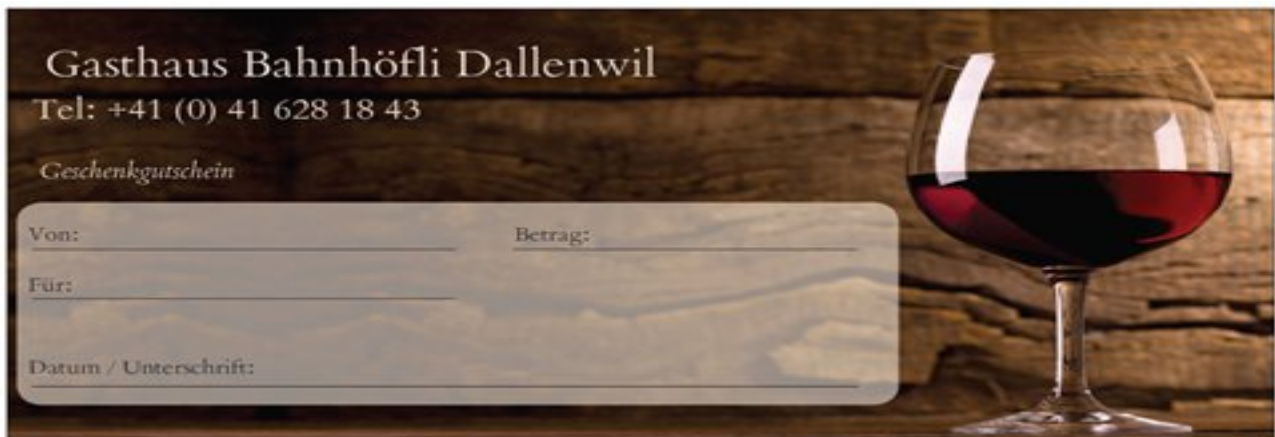 Gasthaus Bahnhöfli Dallenwil
Tel: +41 (0) 41 628 18 43
Geschenkgutschein
Von: Betrag:
Für:
Datum / Unterschrift: